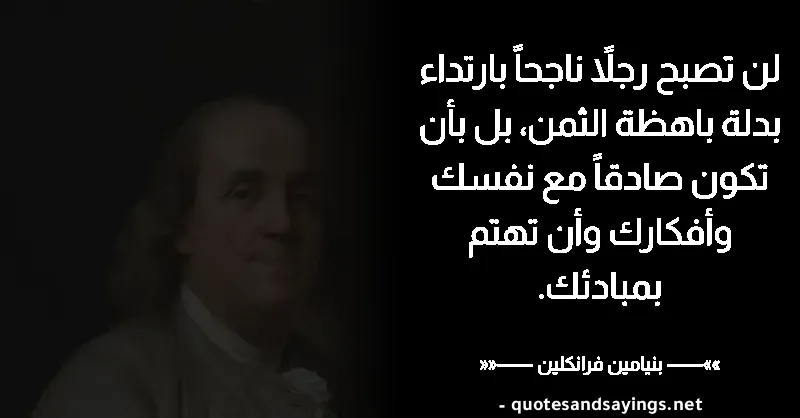 لن تصبح رجلًا ناجحاً بارتداء
بدلة باهظة الثمن، بل بأن
تكون صادقاً مع نفسك
وأفكارك وأن تهتم
بمبادئك.
»»—— بنيامين فرانكلين ——««
- quotesandsayings.net